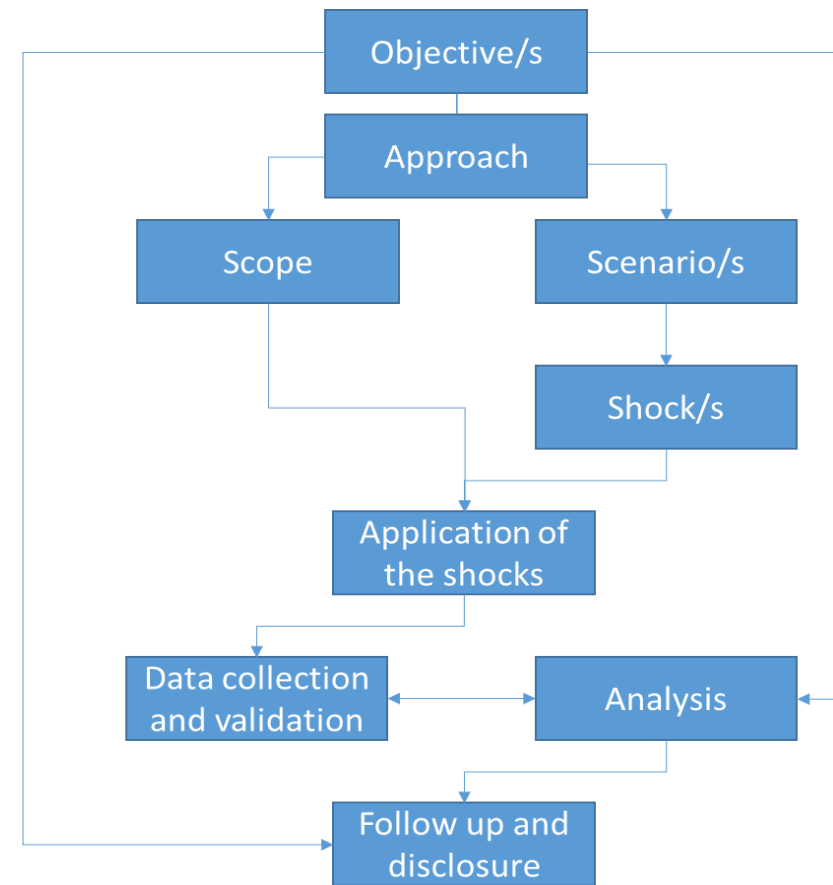 Objective/s
Approach
Scope
Scenario/s
Shock/s
Application of
the shocks
Data collection
and validation
Analysis
Follow up and
disclosure